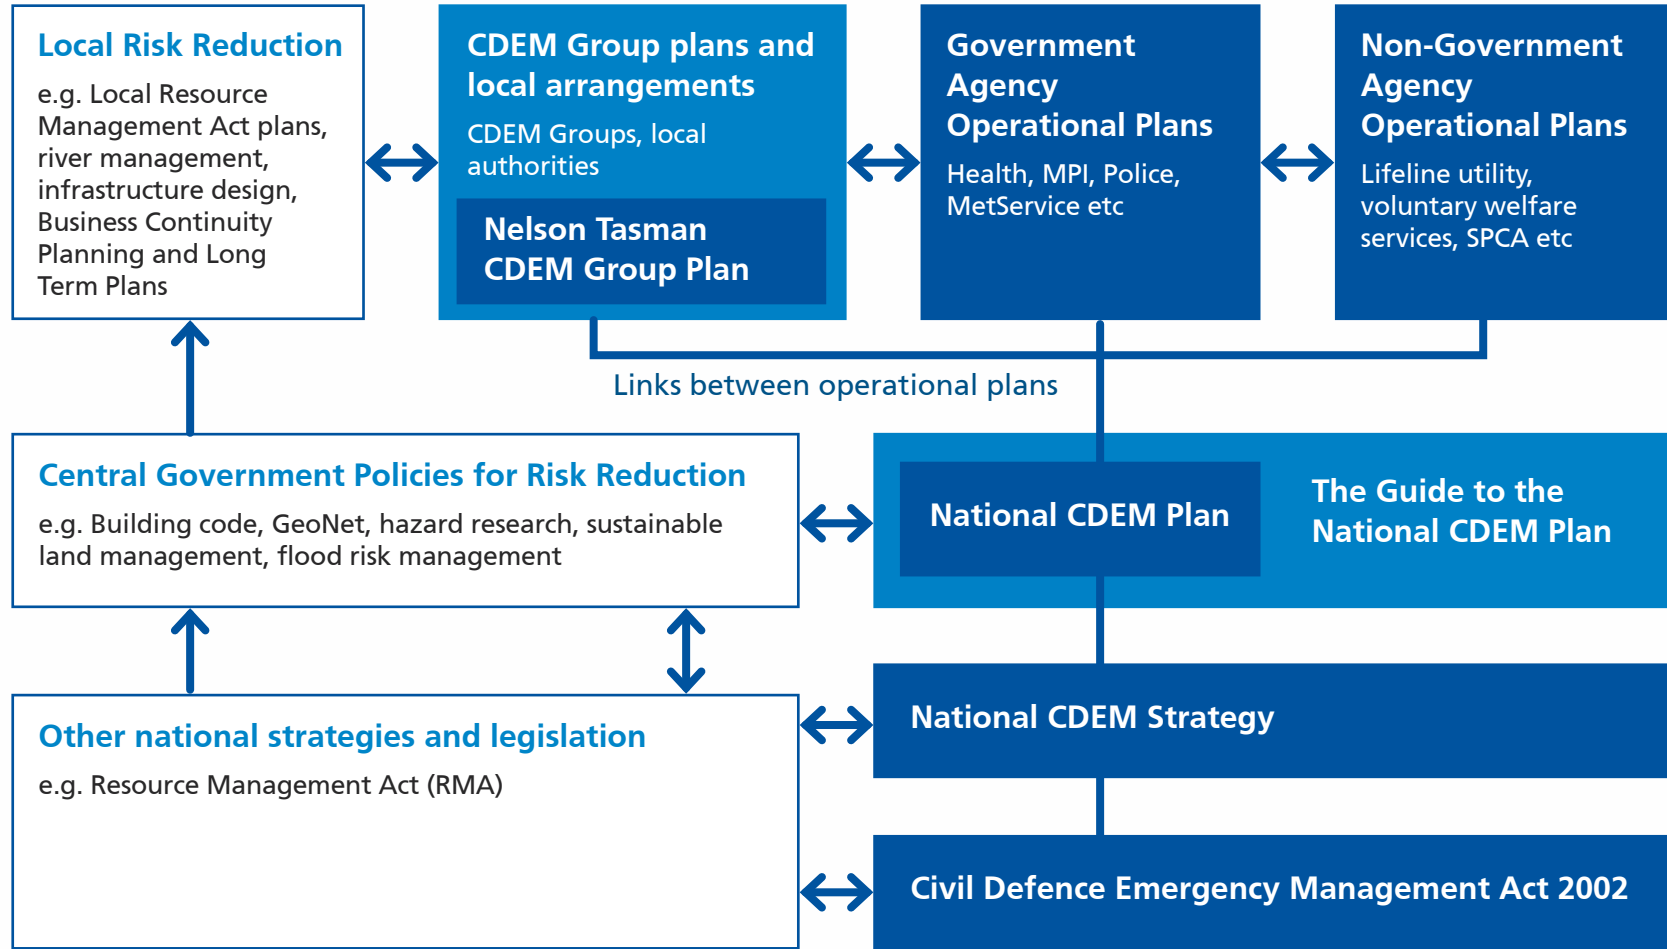 Local Risk Reduction
e.g. Local Resource
Management Act plans,
river management,
infrastructure design,
Business Continuity
Planning and Long
Term Plans
CDEM Group plans and
local arrangements
CDEM Groups, local
authorities
Nelson Tasman
CDEM Group Plan
Government
Agency
Operational Plans
Health, MPI, Police,
MetService etc
Non-Government
Agency
Operational Plans
Lifeline utility,
voluntary welfare
services, SPCA etc
Links between operational plans
Central Government Policies for Risk Reduction
e.g. Building code, GeoNet, hazard research, sustainable
land management, flood risk management
National CDEM Plan
The Guide to the
National CDEM Plan
Other national strategies and legislation
e.g. Resource Management Act (RMA)
National CDEM Strategy
Civil Defence Emergency Management Act 2002